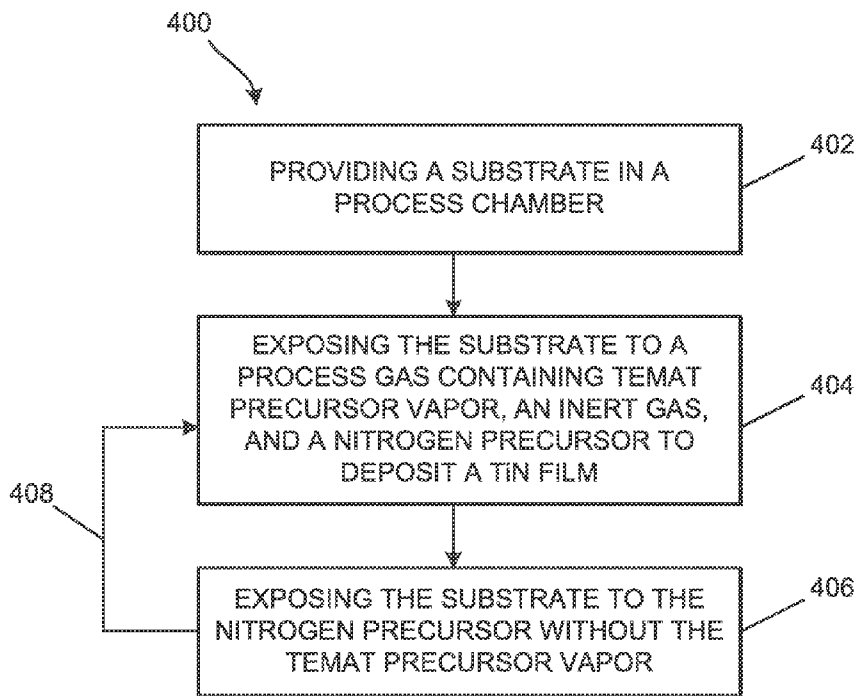 400
402
PROVIDING A SUBSTRATE IN A
PROCESS CHAMBER
404
EXPOSING THE SUBSTRATE TO A
PROCESS GAS CONTAINING TEMAT
PRECURSOR VAPOR, AN INERT GAS,
AND A NITROGEN PRECURSOR TO
DEPOSIT A TiN FILM
408
406
EXPOSING THE SUBSTRATE TO THE
NITROGEN PRECURSOR WITHOUT THE
TEMAT PRECURSOR VAPOR